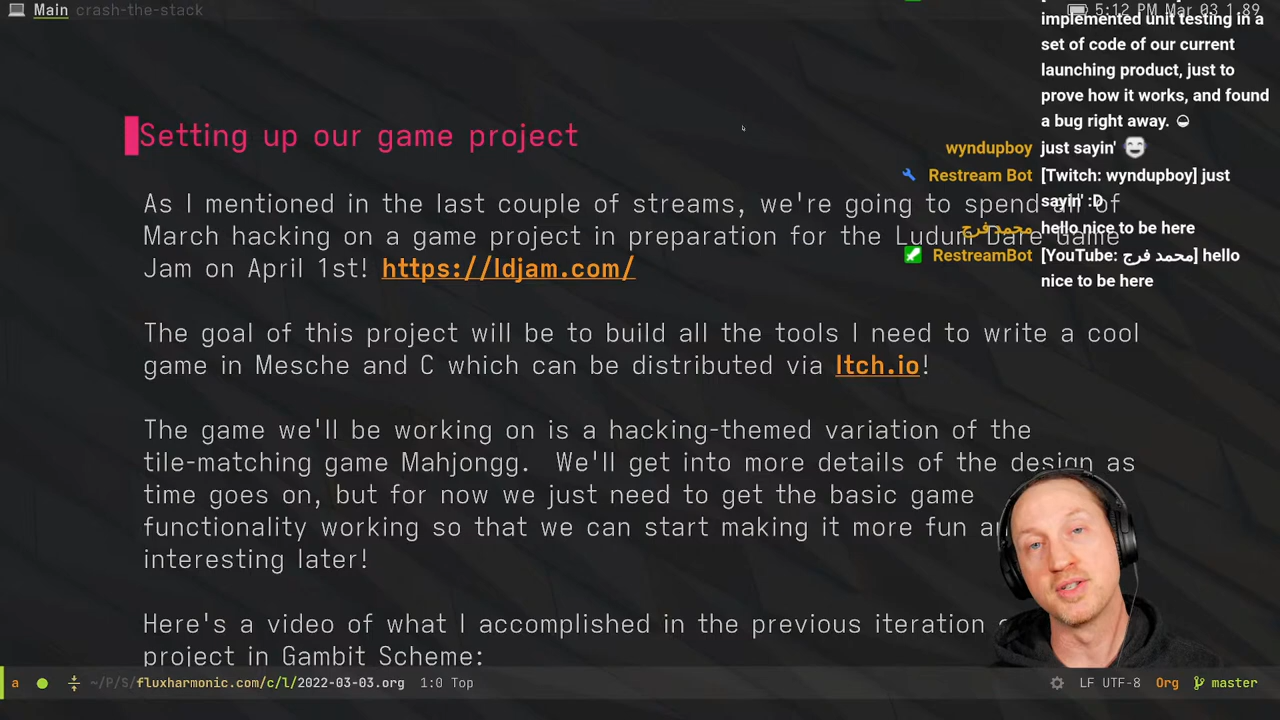 Main crash-the-stack
5:12 PM Mar 03 1.89
implemented unit testing in a
set of code of our current
launching product, just to
prove how it works, and found
a bug right away.
wyndupboy just sayin'
Restream Bot [Twitch: wyndupboy] just
sayin' :D
محمد فرج hello nice to be here
RestreamBot [YouTube: محمد فرج] hello
nice to be here
Setting up our game project
As I mentioned in the last couple of streams, we're going to spend all of
March hacking on a game project in preparation for the Ludum Dare Game
Jam on April 1st! https://ldjam.com/
The goal of this project will be to build all the tools I need to write a cool
game in Mesche and C which can be distributed via Itch.io!
The game we'll be working on is a hacking-themed variation of the
tile-matching game Mahjongg. We'll get into more details of the design as
time goes on, but for now we just need to get the basic game
functionality working so that we can start making it more fun
interesting later!
Here's a video of what I accomplished in the previous iteration
project in Gambit Scheme:
a ~/P/S/fluxharmonic.com/c/l/2022-03-03.org 1:0 Top LF UTF-8 Org master